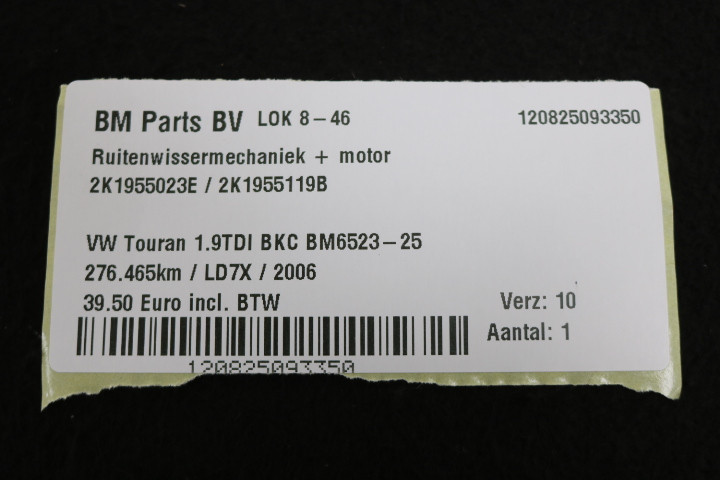 BM Parts BV LOK 8-46 120825093350
Ruitenwissermechaniek + motor
2K1955023E / 2K1955119B
VW Touran 1.9TDI BKC BM6523-25
276.465km / LD7X / 2006
39.50 Euro incl. BTW Verz: 10
Aantal: 1
120825093350